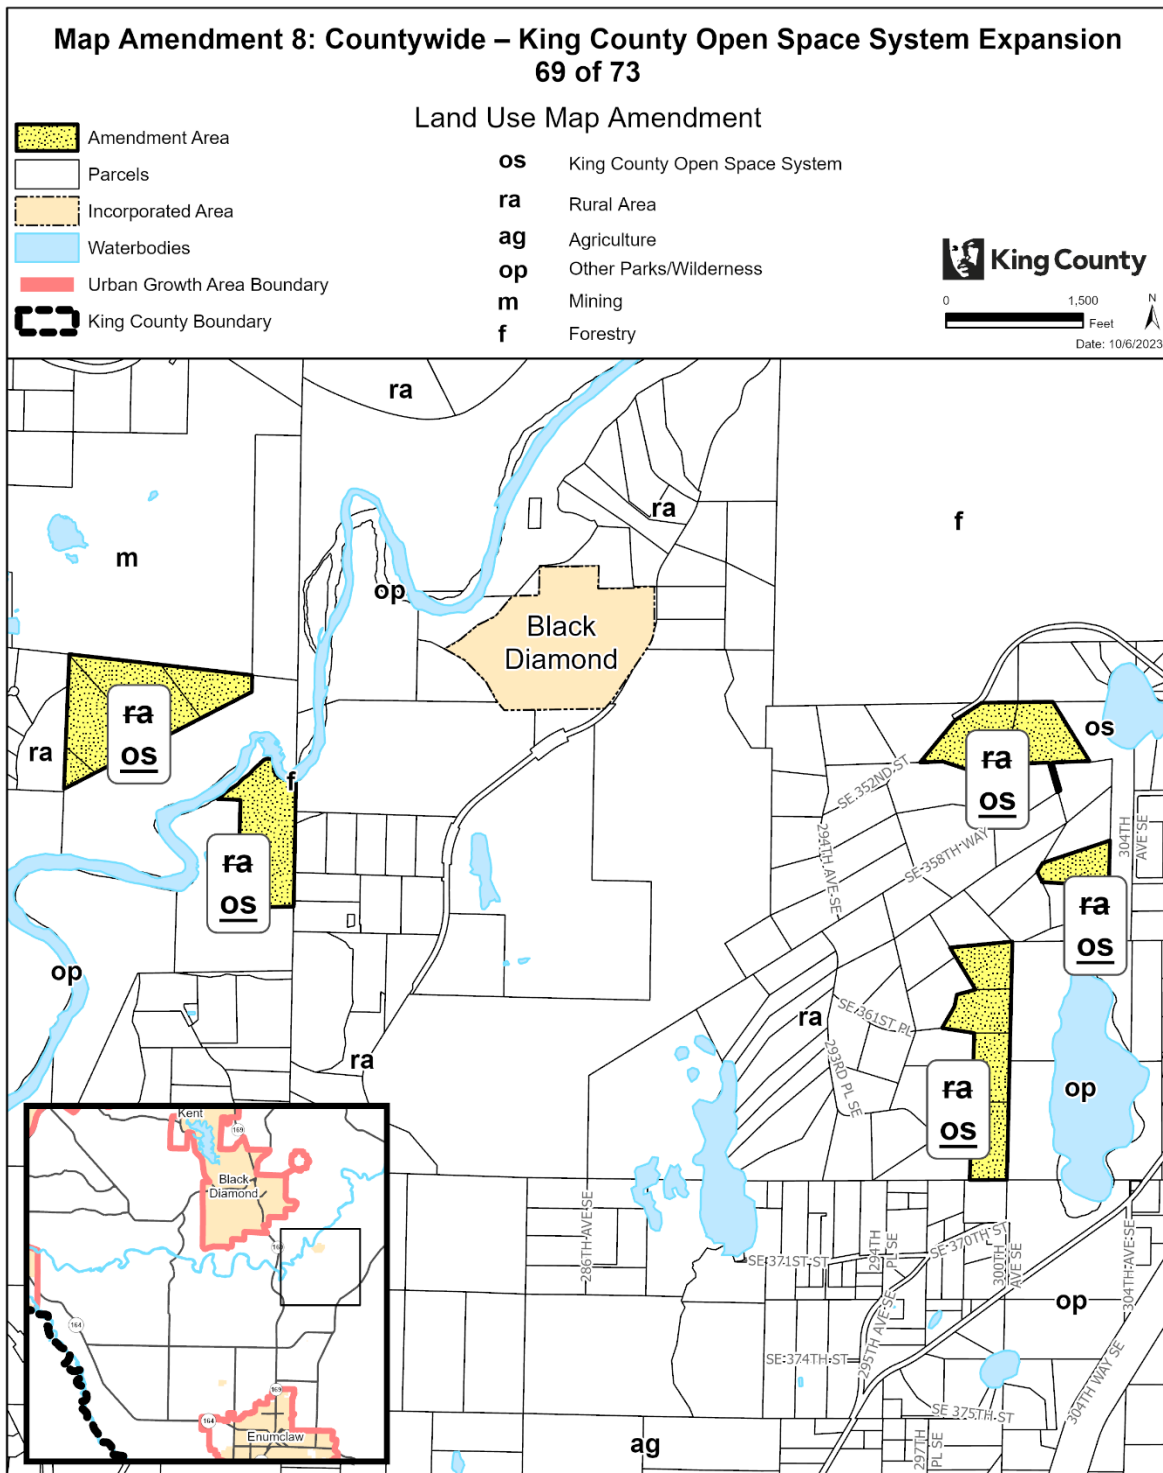 Map Amendment 8: Countywide – King County Open Space System Expansion
69 of 73
Land Use Map Amendment
Amendment Area
Parcels
Incorporated Area
Waterbodies
Urban Growth Area Boundary
King County Boundary
os King County Open Space System
ra Rural Area
ag Agriculture
op Other Parks/Wilderness
m Mining
f Forestry
King County
0 1,500
Feet
N
Date: 10/6/2023
ra
ra
f
m
op
Black
Diamond
ra
os
ra
os
f
ra
os
ra
os
SE 352ND ST
294TH AVE SE
SE 358TH WAY
304TH
AVE SE
ra
os
op
ra
SE 361ST PL
293RD PL SE
ra
ra
os
op
286TH AVE SE
SE 371ST ST
294TH
PL SE
SE 370TH ST
300TH
AVE SE
304TH AVE SE
op
295TH AVE SE
SE 374TH ST
304TH WAY SE
SE 375TH ST
297TH
PL SE
ag
Kent
169
Black
Diamond
169
164
169
164
Enumclaw